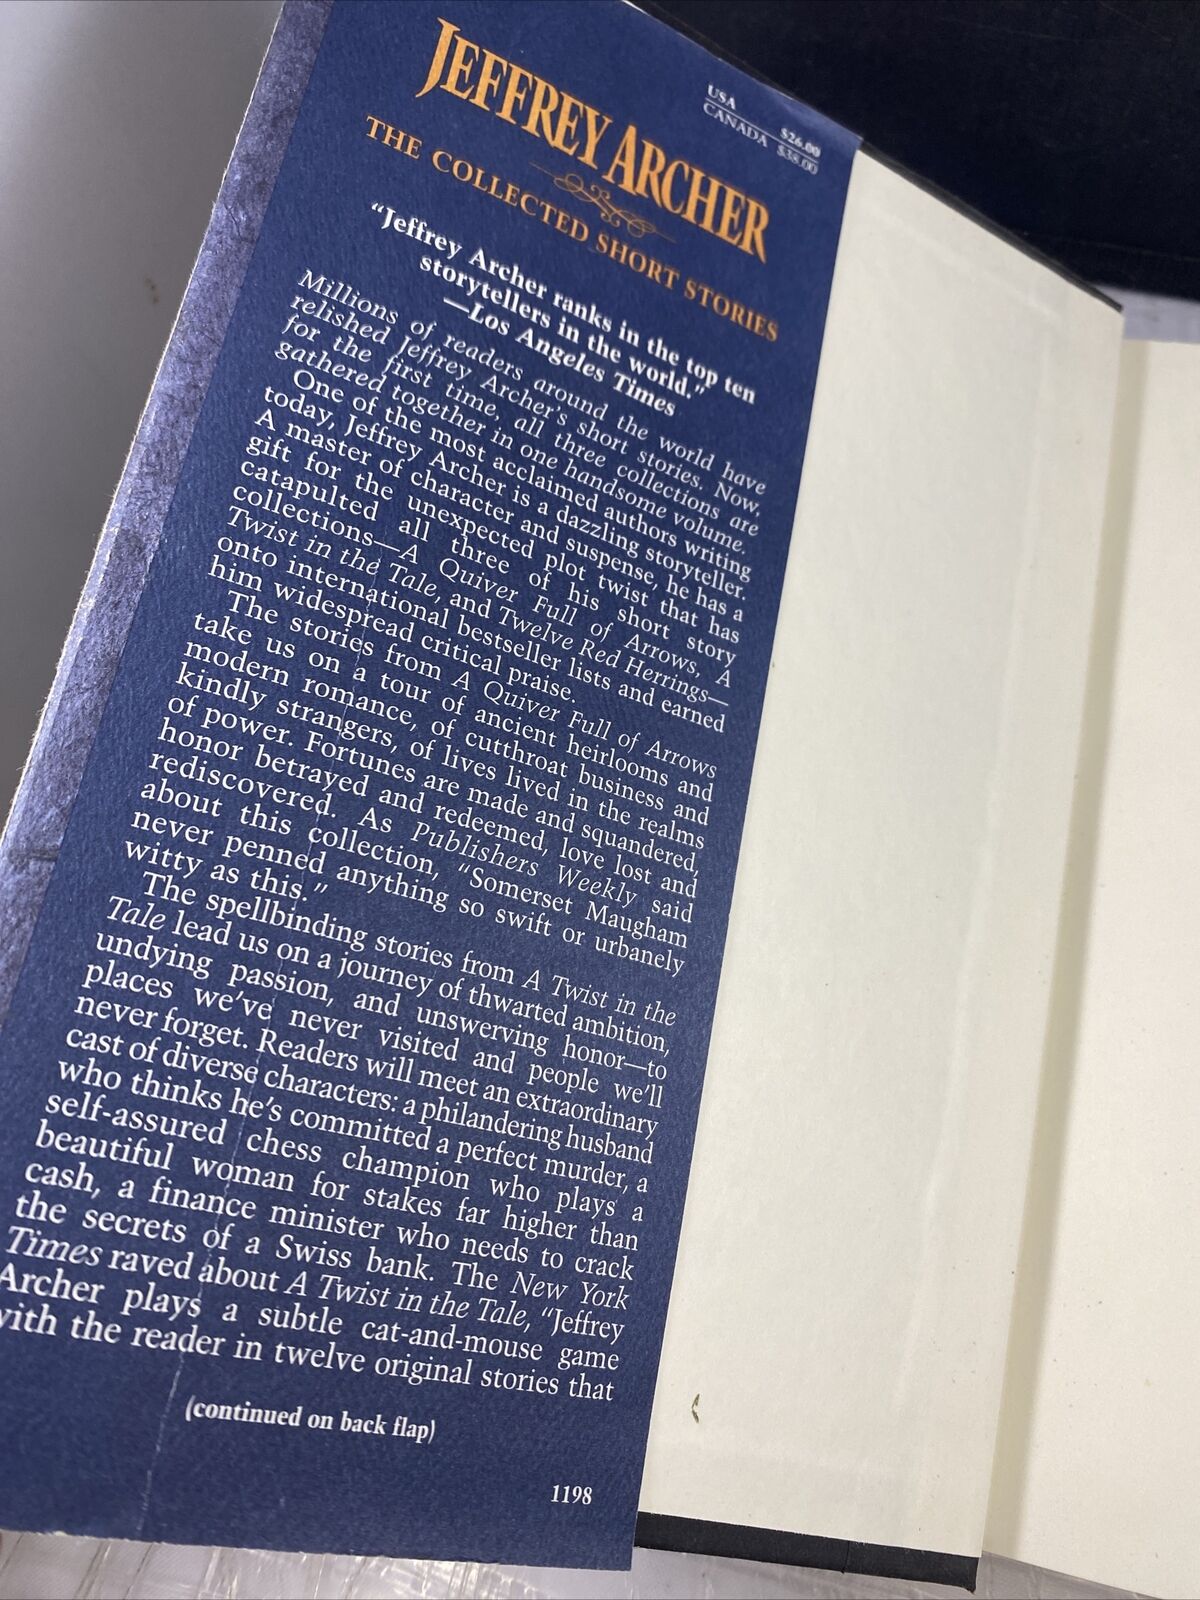 USA $26.00
CANADA $38.00
JEFFREY ARCHER
THE COLLECTED SHORT STORIES
"Jeffrey Archer ranks in the top ten
storytellers in the world."
—Los Angeles Times
Millions of readers around the world have
relished Jeffrey Archer's short stories. Now,
for the first time, all three collections are
gathered together in one handsome volume.
One of the most acclaimed authors writing
today, Jeffrey Archer is a dazzling storyteller.
A master of character and suspense, he has a
gift for the unexpected plot twist that has
catapulted all three of his short story
collections—A Quiver Full of Arrows, A
Twist in the Tale, and Twelve Red Herrings—
onto international bestseller lists and earned
him widespread critical praise.
The stories from A Quiver Full of Arrows
take us on a tour of ancient heirlooms and
modern romance, of cutthroat business and
kindly strangers, of lives lived in the realms
of power. Fortunes are made and squandered,
honor betrayed and redeemed, love lost and
rediscovered. As Publishers Weekly said
about this collection, "Somerset Maugham
never penned anything so swift or urbanely
witty as this."
The spellbinding stories from A Twist in the
Tale lead us on a journey of thwarted ambition,
undying passion, and unswerving honor—to
places we've never visited and people we'll
never forget. Readers will meet an extraordinary
cast of diverse characters: a philandering husband
who thinks he's committed a perfect murder, a
self-assured chess champion who plays a
beautiful woman for stakes far higher than
cash, a finance minister who needs to crack
the secrets of a Swiss bank. The New York
Times raved about A Twist in the Tale, "Jeffrey
Archer plays a subtle cat-and-mouse game
with the reader in twelve original stories that
(continued on back flap)
1198